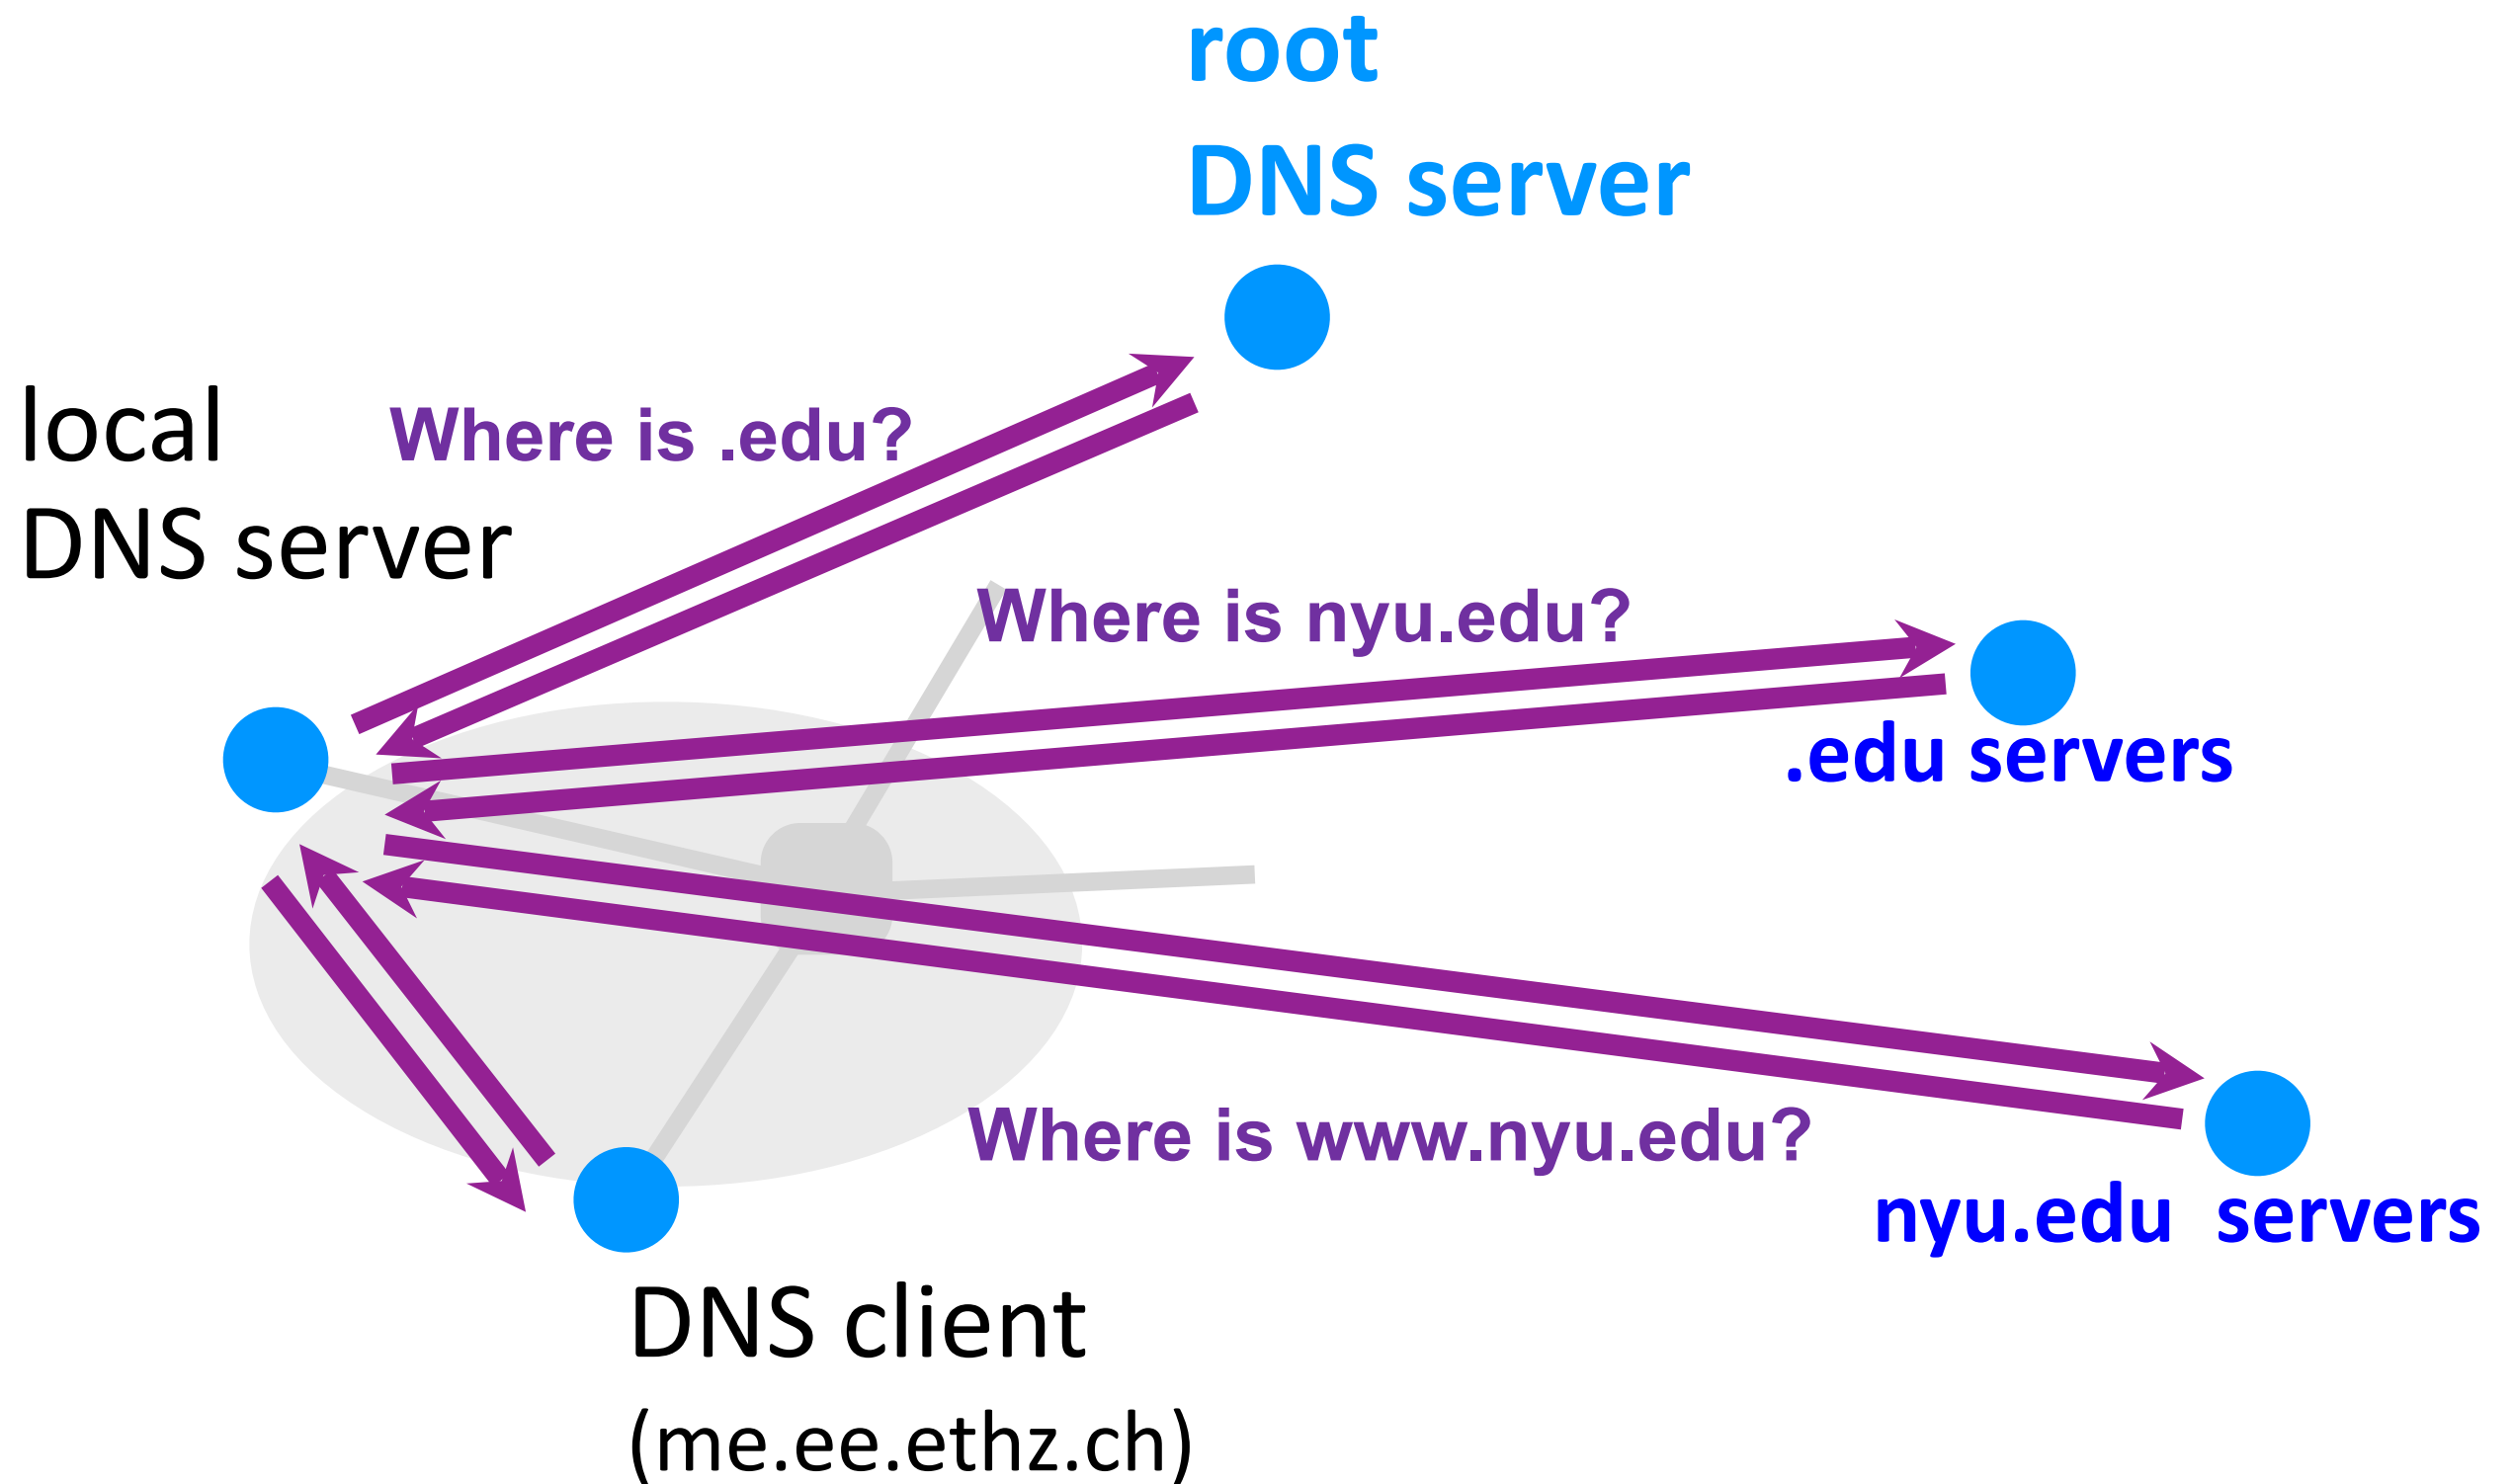 root
DNS server
local
DNS server
Where is .edu?
Where is nyu.edu?
.edu servers
Where is www.nyu.edu?
nyu.edu servers
DNS client
(me.ee.ethz.ch)